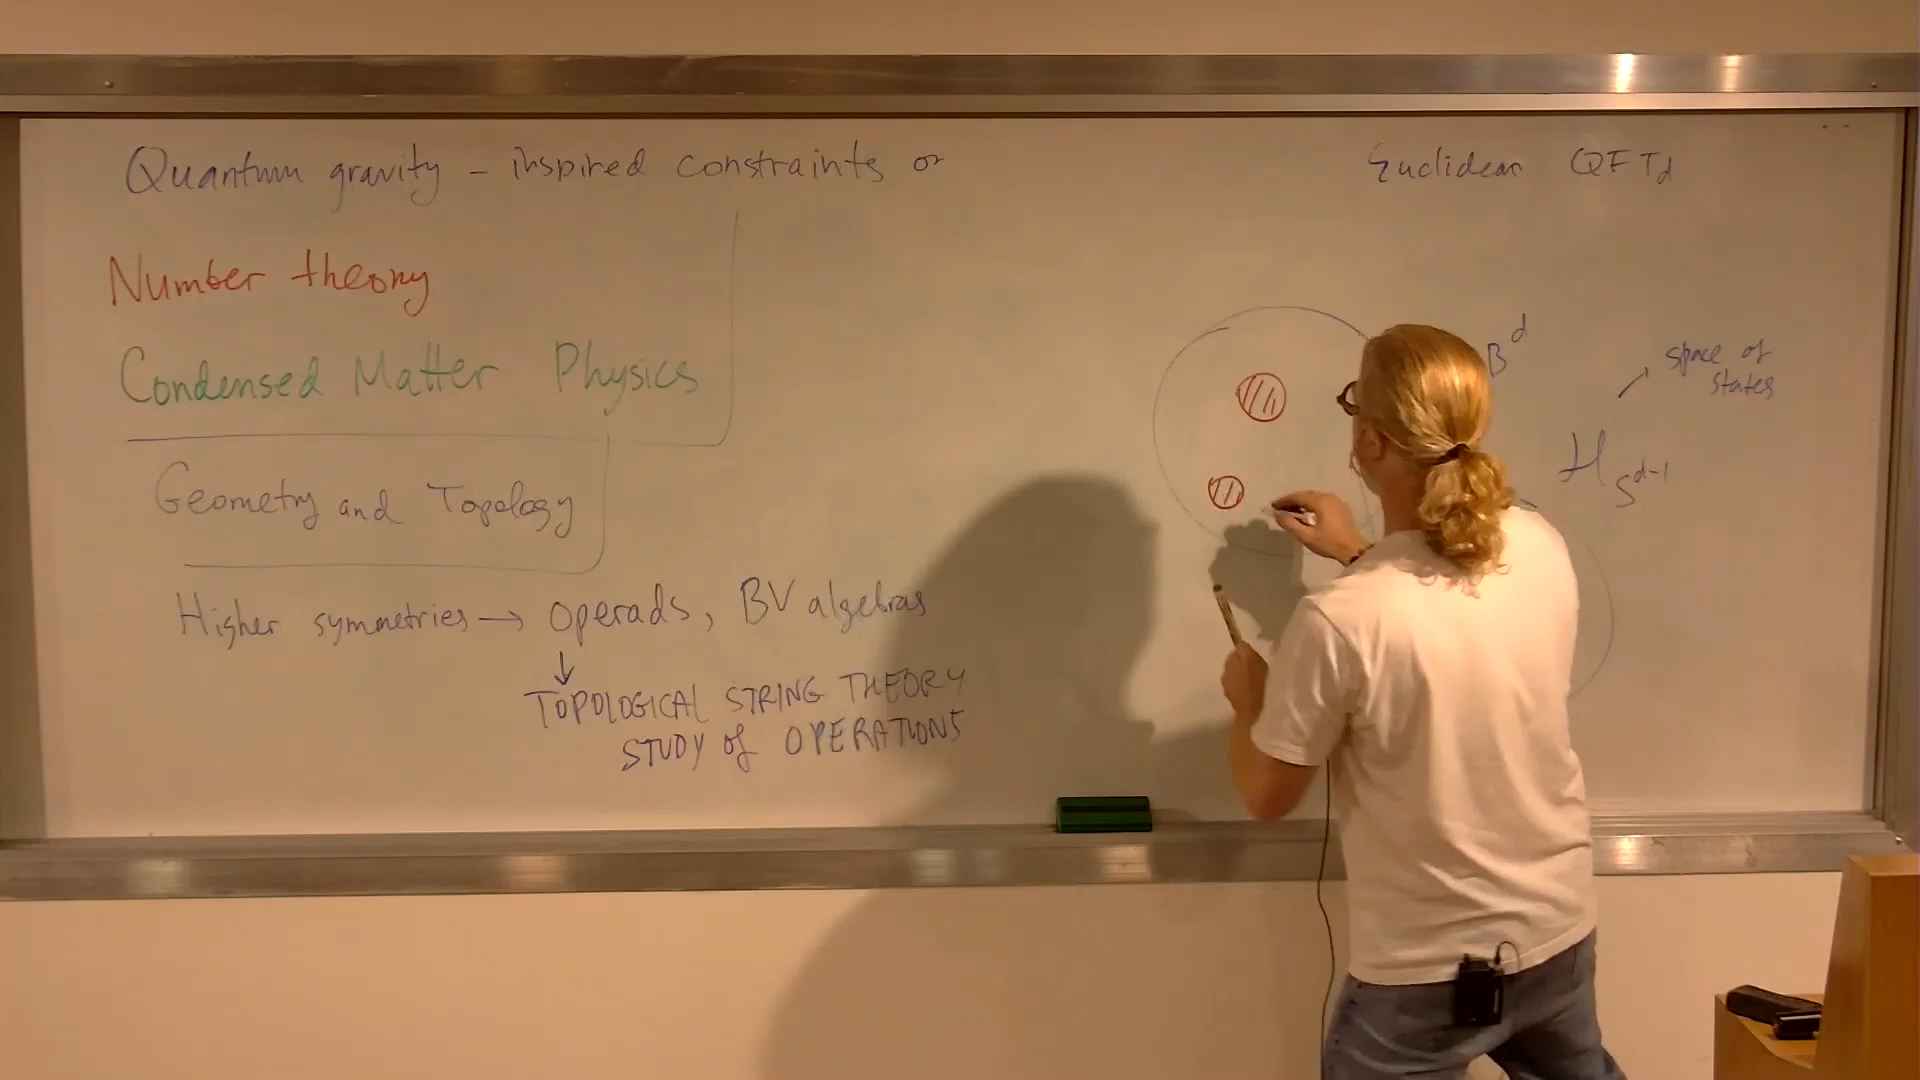 Quantum gravity - inspired constraints on
Number theory
Condensed Matter Physics
Geometry and Topology
Higher symmetries → operads, BV algebras
↓
TOPOLOGICAL STRING THEORY
STUDY of OPERATIONS
Euclidean QFT_d
B^d
space of
states
H_{S^{d-1}}